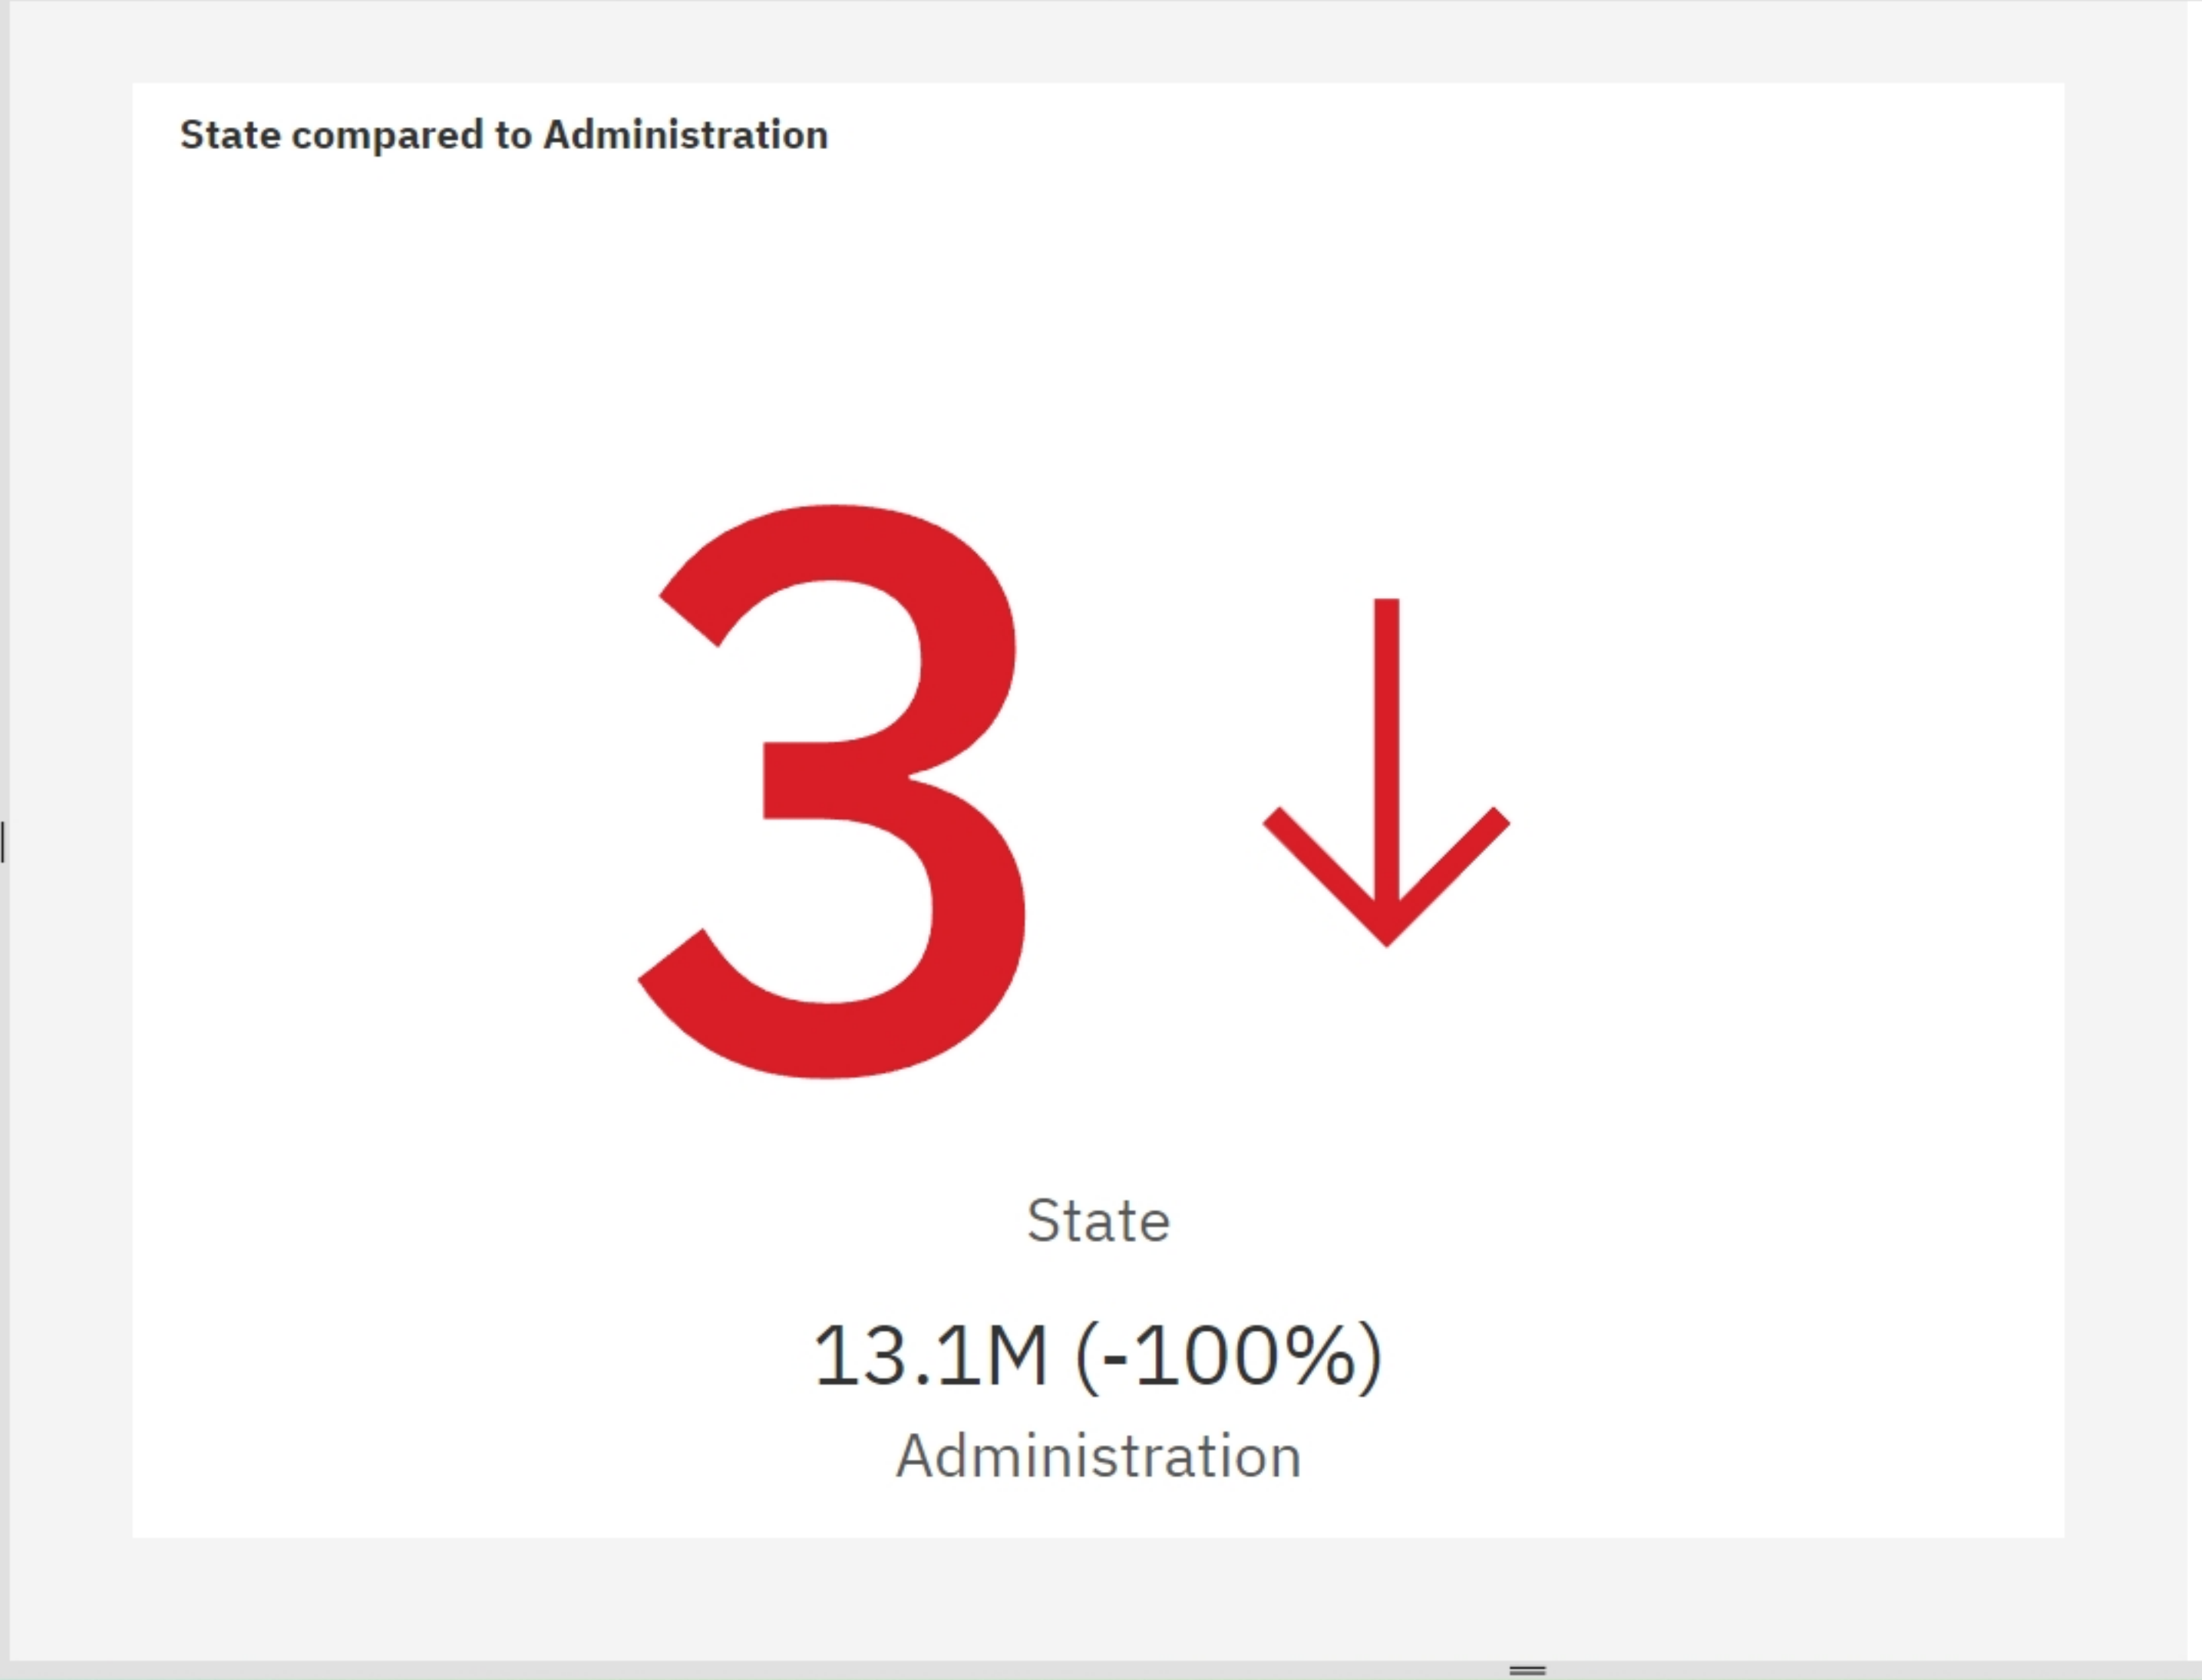 State compared to Administration
3
State
13.1M (-100%)
Administration